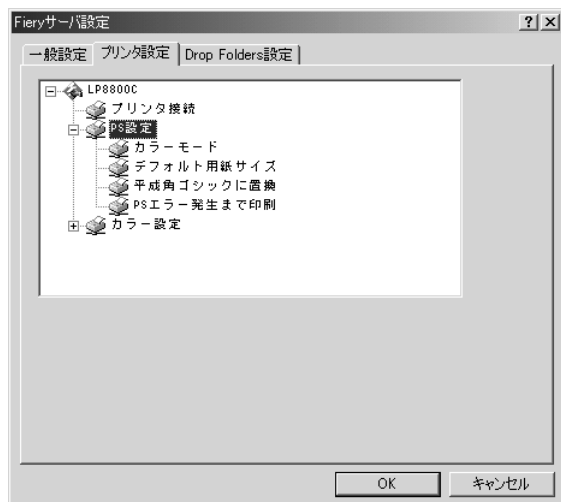 Fieryサーバ設定
一般設定 プリンタ設定 Drop Folders設定
LP8800C
プリンタ接続
PS設定
カラーモード
デフォルト用紙サイズ
平成角ゴシックに置換
PSエラー発生まで印刷
カラー設定
OK キャンセル